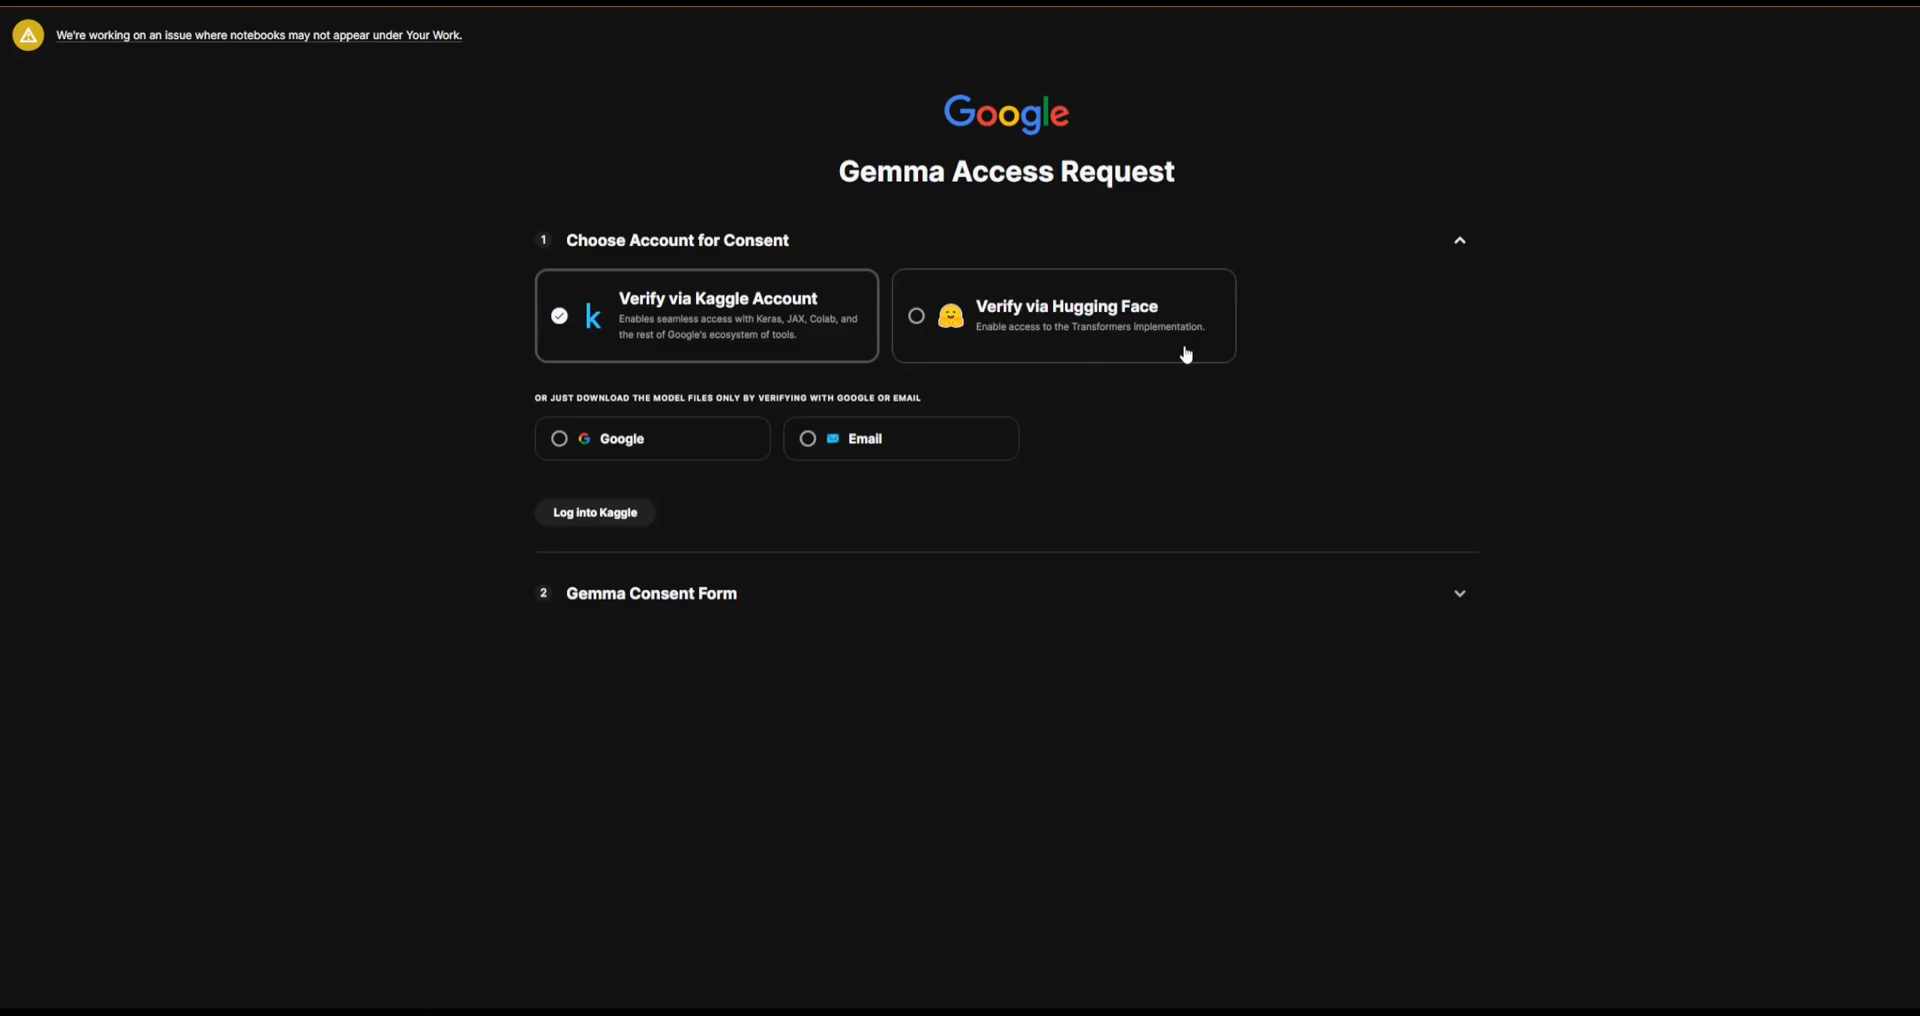 We're working on an issue where notebooks may not appear under Your Work.
Google
Gemma Access Request
1 Choose Account for Consent
Verify via Kaggle Account
Enables seamless access with Keras, JAX, Colab, and
the rest of Google's ecosystem of tools.
Verify via Hugging Face
Enable access to the Transformers implementation.
OR JUST DOWNLOAD THE MODEL FILES ONLY BY VERIFYING WITH GOOGLE OR EMAIL
Google
Email
Log into Kaggle
2 Gemma Consent Form